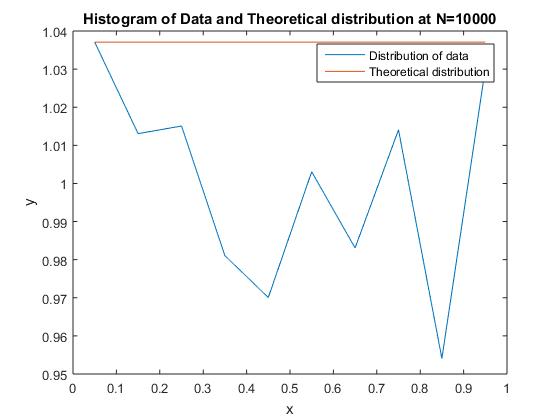 Histogram of Data and Theoretical distribution at N=10000
1.04
1.03
1.02
1.01
1
0.99
0.98
0.97
0.96
0.95
y
Distribution of data
Theoretical distribution
0 0.1 0.2 0.3 0.4 0.5 0.6 0.7 0.8 0.9 1
x